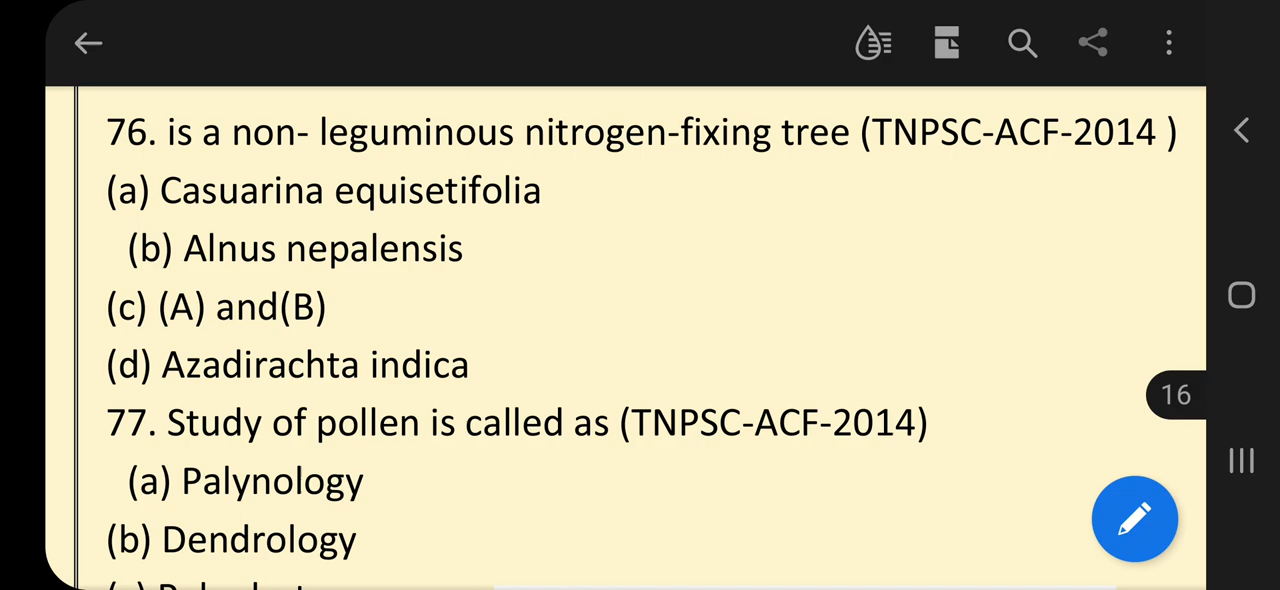 76. is a non- leguminous nitrogen-fixing tree (TNPSC-ACF-2014 )
(a) Casuarina equisetifolia
(b) Alnus nepalensis
(c) (A) and(B)
(d) Azadirachta indica
16
77. Study of pollen is called as (TNPSC-ACF-2014)
(a) Palynology
(b) Dendrology